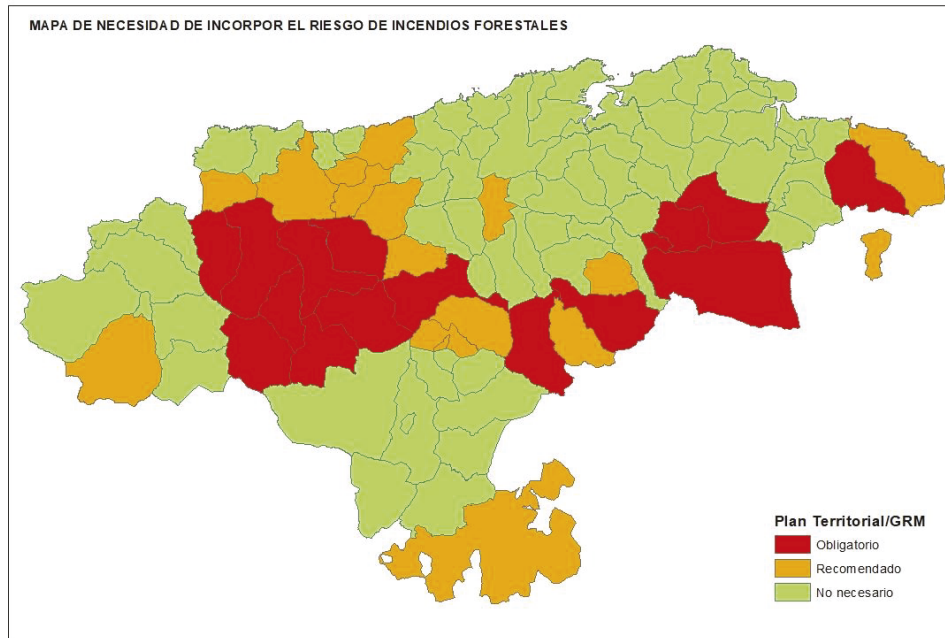 MAPA DE NECESIDAD DE INCORPOR EL RIESGO DE INCENDIOS FORESTALES
Plan Territorial/GRM
Obligatorio
Recomendado
No necesario